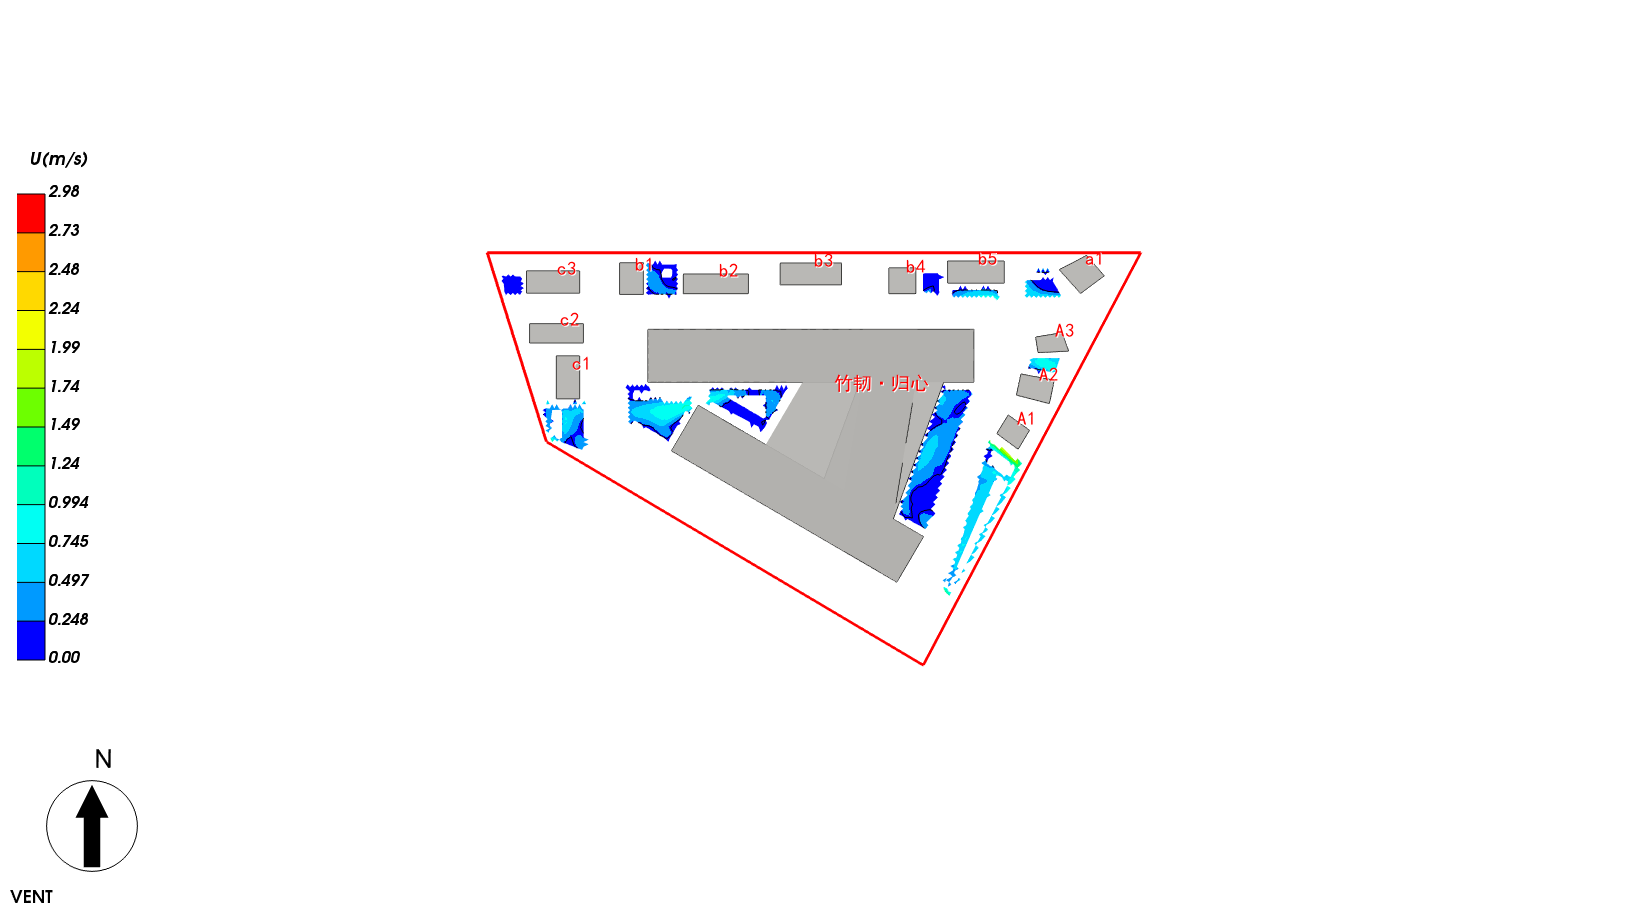 U(m/s)
2.98
2.73
2.48
2.24
1.99
1.74
1.49
1.24
0.994
0.745
0.497
0.248
0.00
c3
b1
b2
b3
b4
b5
a1
c2
A3
c1
A2
竹韧·归心
A1
N
VENT